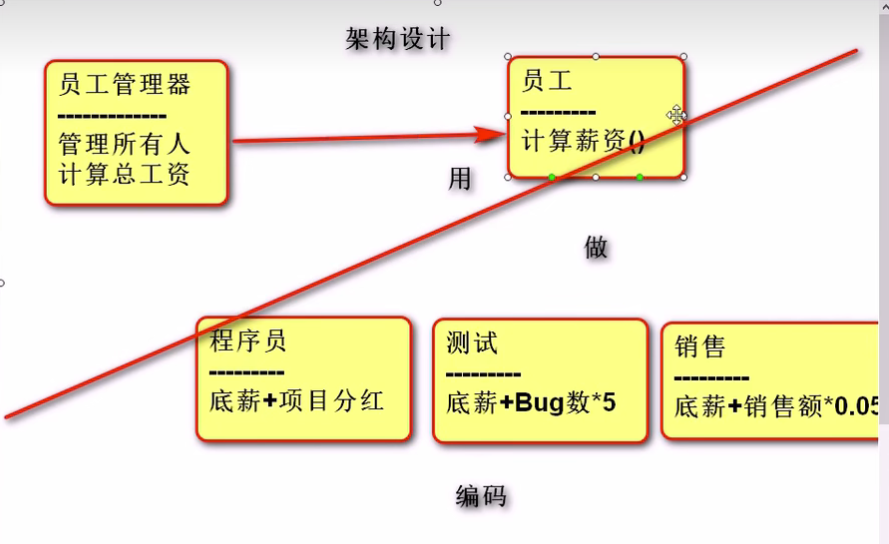 架构设计
员工管理器
-------------
管理所有人
计算总工资
员工
---------
计算薪资()
用
做
程序员
---------
底薪+项目分红
测试
---------
底薪+Bug数*5
销售
---------
底薪+销售额*0.05
编码